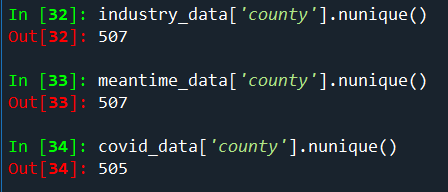 In [32]: industry_data['county'].nunique()
Out[32]: 507
In [33]: meantime_data['county'].nunique()
Out[33]: 507
In [34]: covid_data['county'].nunique()
Out[34]: 505